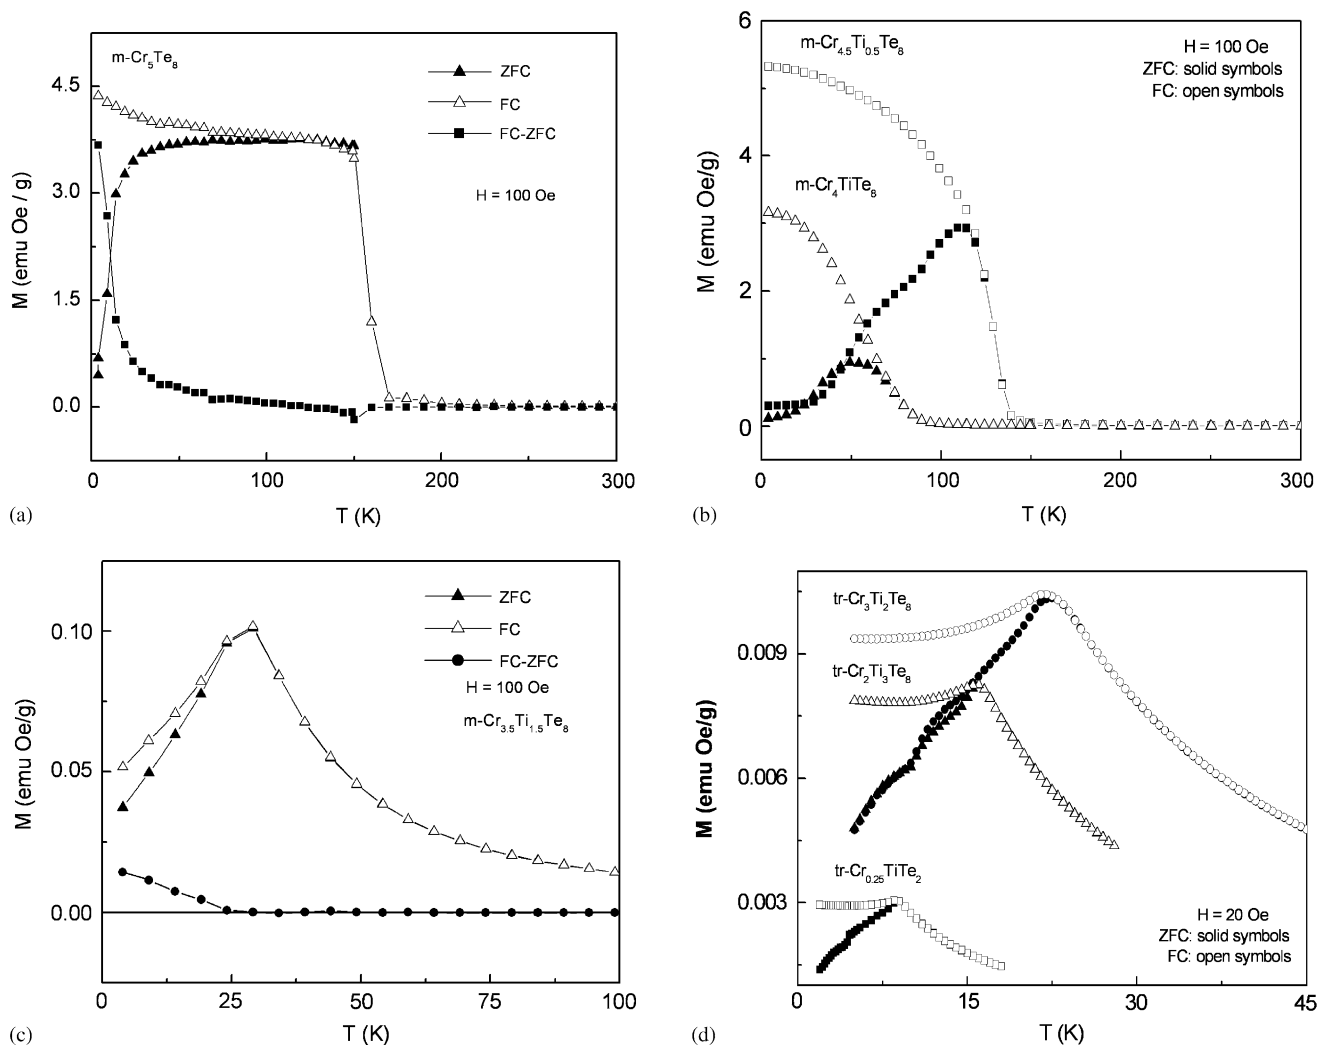 m-Cr5Te8
ZFC
FC
FC-ZFC
H = 100 Oe
4.5
3.0
1.5
0.0
M (emu Oe / g)
0 100 200 300
T (K)
(a)
m-Cr4.5Ti0.5Te8
H = 100 Oe
ZFC: solid symbols
FC: open symbols
m-Cr4TiTe8
6
4
2
0
M (emu Oe/g)
0 100 200 300
T (K)
(b)
ZFC
FC
FC-ZFC
H = 100 Oe
m-Cr3.5Ti1.5Te8
0.10
0.05
0.00
M (emu Oe/g)
0 25 50 75 100
T (K)
(c)
tr-Cr3Ti2Te8
tr-Cr2Ti3Te8
tr-Cr0.25TiTe2
H = 20 Oe
ZFC: solid symbols
FC: open symbols
0.009
0.006
0.003
M (emu Oe/g)
0 15 30 45
T (K)
(d)